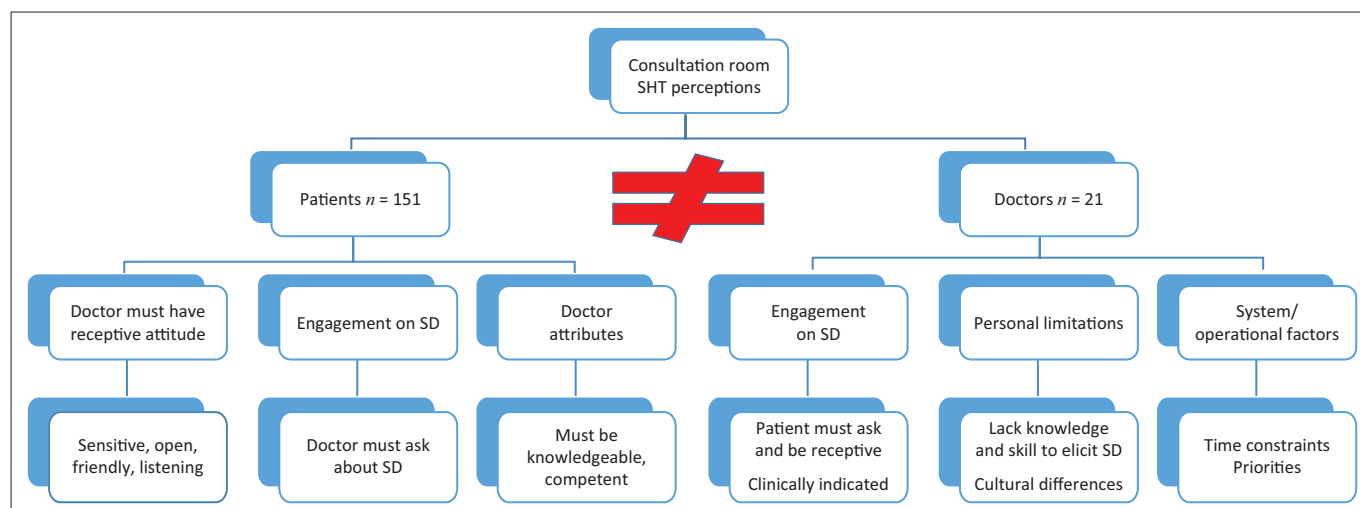 Consultation room
SHT perceptions
Patients n = 151
Doctors n = 21
Doctor must have
receptive attitude
Engagement on SD
Doctor
attributes
Engagement
on SD
Personal limitations
System/
operational factors
Sensitive, open,
friendly, listening
Doctor must ask
about SD
Must be
knowledgeable,
competent
Patient must ask
and be receptive
Clinically indicated
Lack knowledge
and skill to elicit SD
Cultural differences
Time constraints
Priorities